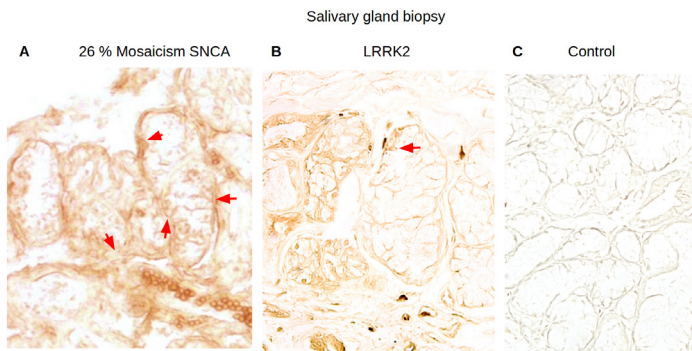 Salivary gland biopsy
A 26 % Mosaicism SNCA B LRRK2 C Control